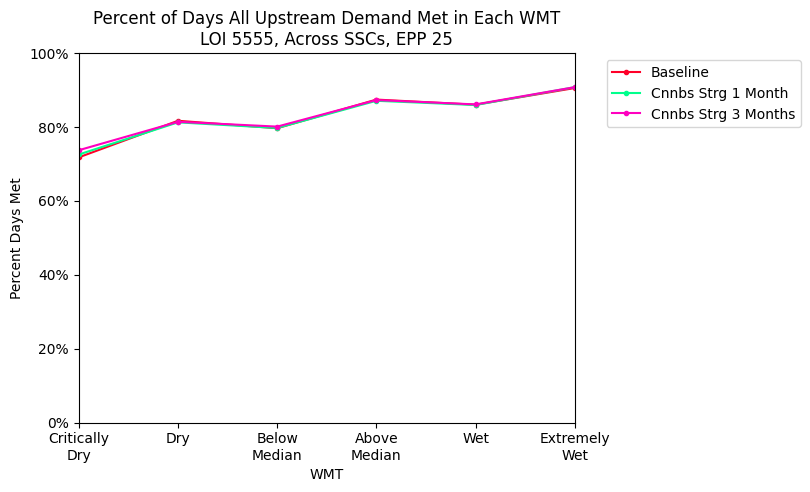 Percent of Days All Upstream Demand Met in Each WMT
LOI 5555, Across SSCs, EPP 25
100%
80%
60%
40%
20%
0%
Percent Days Met
Critically
Dry
Dry
Below
Median
Above
Median
Wet
Extremely
Wet
WMT
Baseline
Cnnbs Strg 1 Month
Cnnbs Strg 3 Months